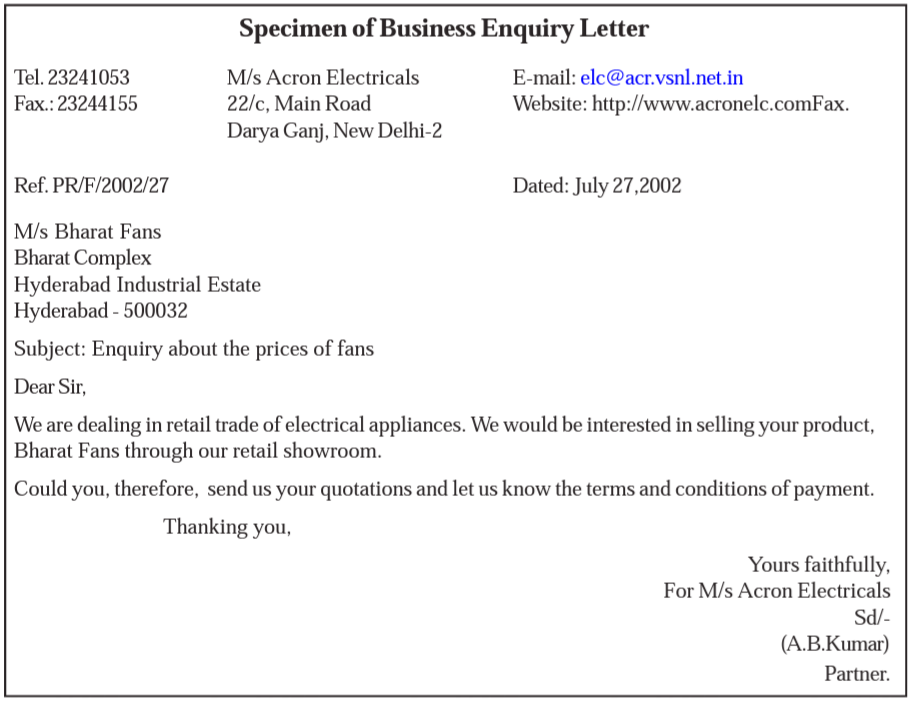 Specimen of Business Enquiry Letter
Tel. 23241053 M/s Acron Electricals E-mail: elc@acr.vsnl.net.in
Fax.: 23244155 22/c, Main Road Website: http://www.acronelc.comFax.
Darya Ganj, New Delhi-2
Ref. PR/F/2002/27 Dated: July 27,2002
M/s Bharat Fans
Bharat Complex
Hyderabad Industrial Estate
Hyderabad - 500032
Subject: Enquiry about the prices of fans
Dear Sir,
We are dealing in retail trade of electrical appliances. We would be interested in selling your product,
Bharat Fans through our retail showroom.
Could you, therefore, send us your quotations and let us know the terms and conditions of payment.
Thanking you,
Yours faithfully,
For M/s Acron Electricals
Sd/-
(A.B.Kumar)
Partner.